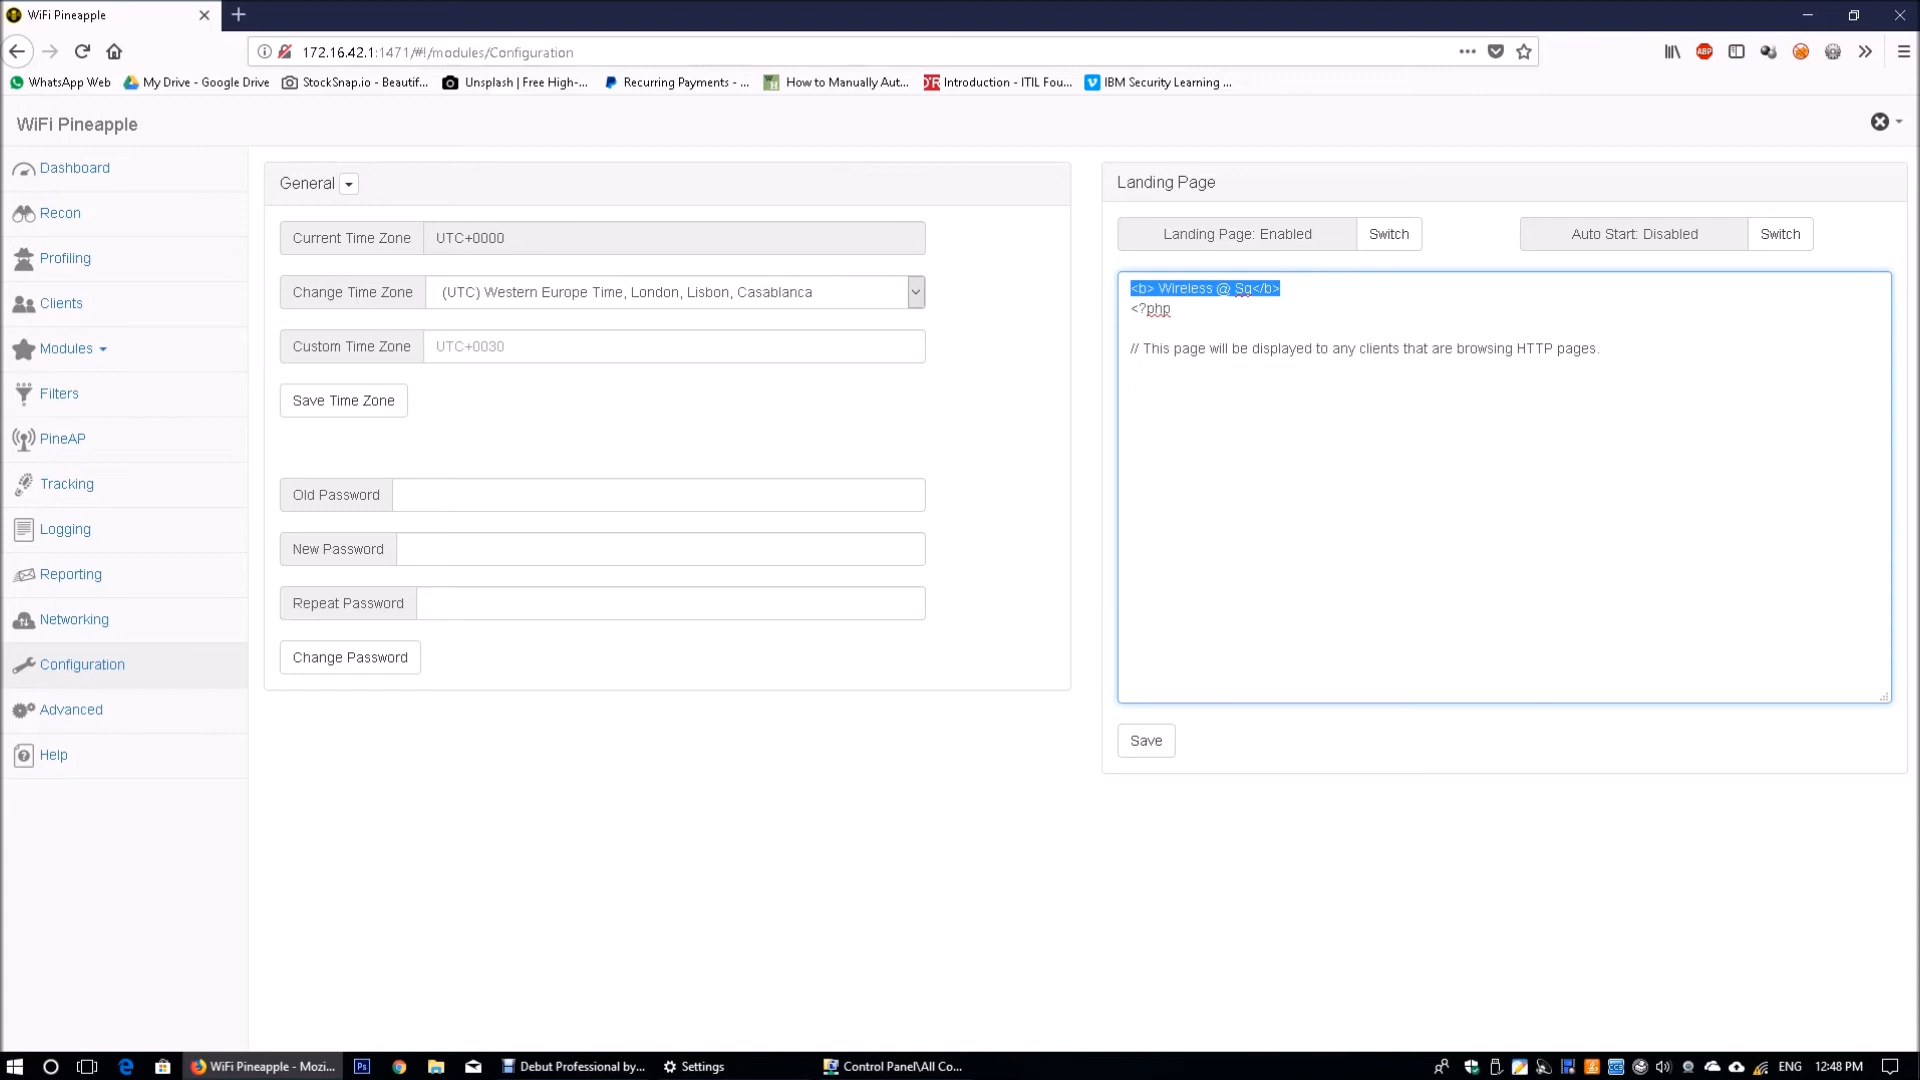 WiFi Pineapple
172.16.42.1:1471/#!/modules/Configuration
WhatsApp Web
My Drive - Google Drive
StockSnap.io - Beautif...
Unsplash | Free High-...
Recurring Payments - ...
How to Manually Aut...
Introduction - ITIL Fou...
IBM Security Learning ...
WiFi Pineapple
Dashboard
Recon
Profiling
Clients
Modules
Filters
PineAP
Tracking
Logging
Reporting
Networking
Configuration
Advanced
Help
General
Current Time Zone UTC+0000
Change Time Zone (UTC) Western Europe Time, London, Lisbon, Casablanca
Custom Time Zone UTC+0030
Save Time Zone
Old Password
New Password
Repeat Password
Change Password
Landing Page
Landing Page: Enabled Switch Auto Start: Disabled Switch
<b> Wireless @ Sg</b>
<?php
// This page will be displayed to any clients that are browsing HTTP pages.
Save
WiFi Pineapple - Mozi...
Debut Professional by...
Settings
Control Panel\All Co...
ENG
12:48 PM